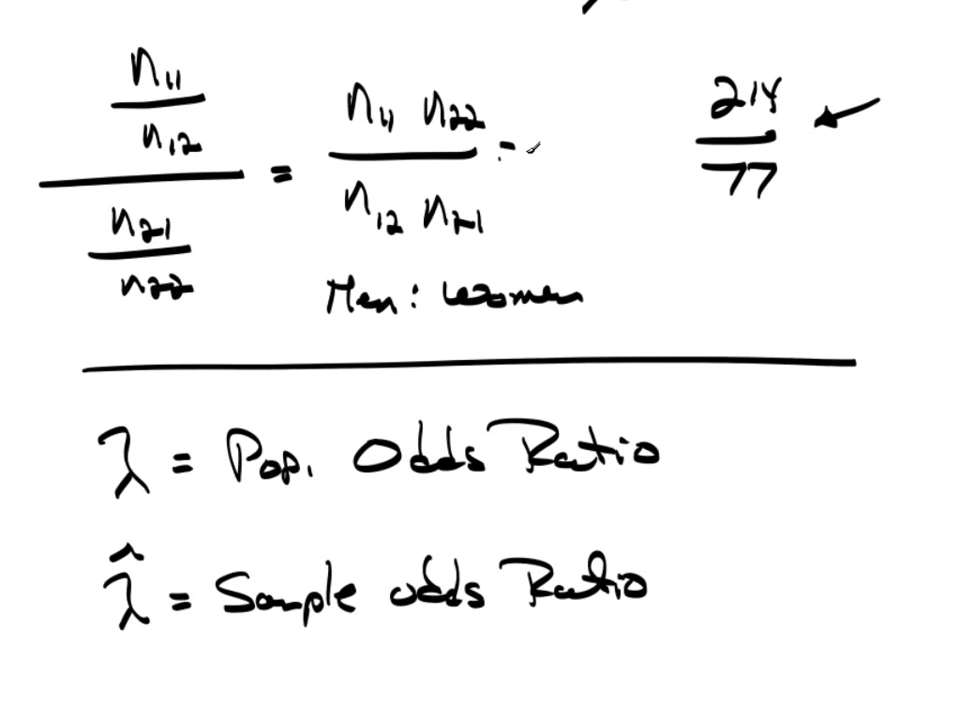 n11 n11 n22 214
n12 = n12 n21 = 77
n21
n22 Men : Women
λ = Pop. Odds Ratio
λ̂ = Sample odds Ratio